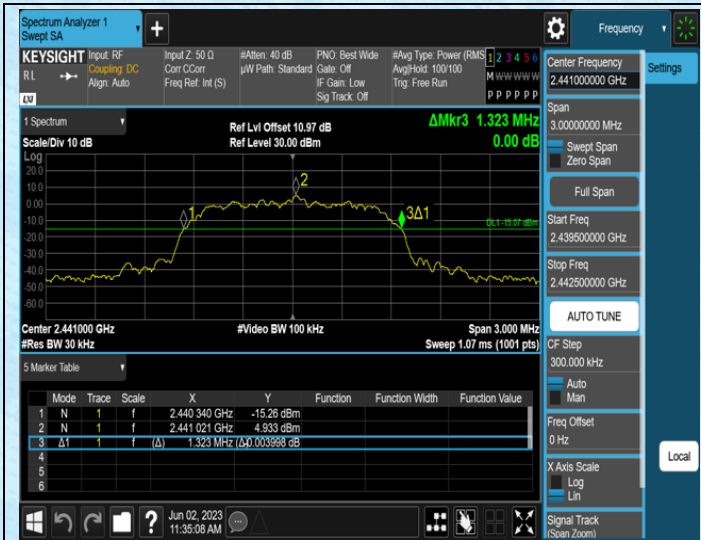 Spectrum Analyzer 1
Swept SA
+
Frequency
KEYSIGHT
RL
LXI
Input: RF
Coupling: DC
Align: Auto
Input Z: 50 Ω
Corr CCorr
Freq Ref: Int (S)
#Atten: 40 dB
µW Path: Standard
PNO: Best Wide
Gate: Off
IF Gain: Low
Sig Track: Off
#Avg Type: Power (RMS
Avg|Hold: 100/100
Trig: Free Run
1 2 3 4 5 6
M W W W W W
P P P P P P
Center Frequency
2.441000000 GHz
Settings
Span
3.00000000 MHz
Swept Span
Zero Span
Full Span
Start Freq
2.439500000 GHz
Stop Freq
2.442500000 GHz
AUTO TUNE
CF Step
300.000 kHz
Auto
Man
Freq Offset
0 Hz
X Axis Scale
Log
Lin
Signal Track
(Span Zoom)
Local
1 Spectrum
Scale/Div 10 dB
Ref Lvl Offset 10.97 dB
Ref Level 30.00 dBm
ΔMkr3 1.323 MHz
0.00 dB
Log
20.0
10.0
0.00
-10.0
-20.0
-30.0
-40.0
-50.0
-60.0
1
2
3Δ1
DL1 -15.07 dBm
Center 2.441000 GHz
#Res BW 30 kHz
#Video BW 100 kHz
Span 3.000 MHz
Sweep 1.07 ms (1001 pts)
5 Marker Table
Mode Trace Scale X Y Function Function Width Function Value
1 N 1 f 2.440 340 GHz -15.26 dBm
2 N 1 f 2.441 021 GHz 4.933 dBm
3 Δ1 1 f (Δ) 1.323 MHz (Δ) -0.003998 dB
4
5
6
?
Jun 02, 2023
11:35:08 AM